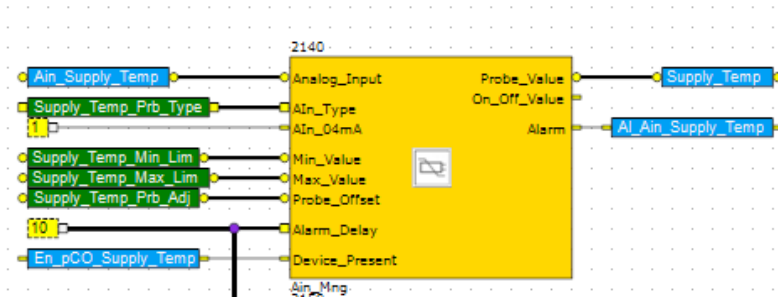 2140
Ain_Supply_Temp Analog_Input Probe_Value Supply_Temp
On_Off_Value
Supply_Temp_Prb_Type AIn_Type
1 AIn_04mA Alarm Al_Ain_Supply_Temp
Supply_Temp_Min_Lim Min_Value
Supply_Temp_Max_Lim Max_Value
Supply_Temp_Prb_Adj Probe_Offset
10 Alarm_Delay
En_pCO_Supply_Temp Device_Present
Ain_Mng